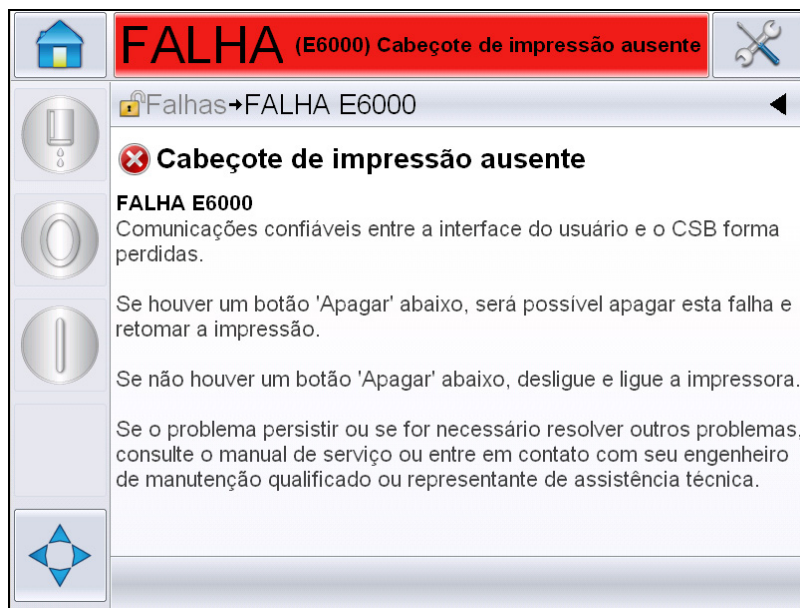 FALHA (E6000) Cabeçote de impressão ausente
Falhas→FALHA E6000
Cabeçote de impressão ausente
FALHA E6000
Comunicações confiáveis entre a interface do usuário e o CSB forma
perdidas.
Se houver um botão 'Apagar' abaixo, será possível apagar esta falha e
retomar a impressão.
Se não houver um botão 'Apagar' abaixo, desligue e ligue a impressora.
Se o problema persistir ou se for necessário resolver outros problemas,
consulte o manual de serviço ou entre em contato com seu engenheiro
de manutenção qualificado ou representante de assistência técnica.